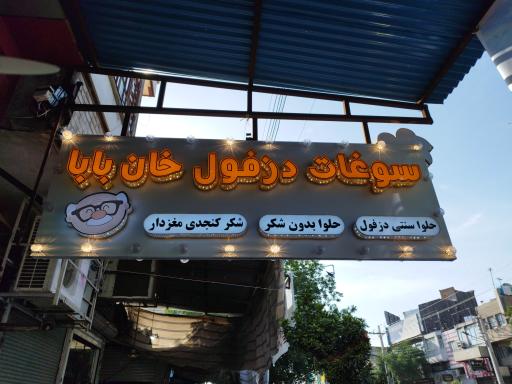 سوغات دزفول خان بابا
حلوا سنتی دزفول
حلوا بدون شکر
شکر کنجدی مغزدار